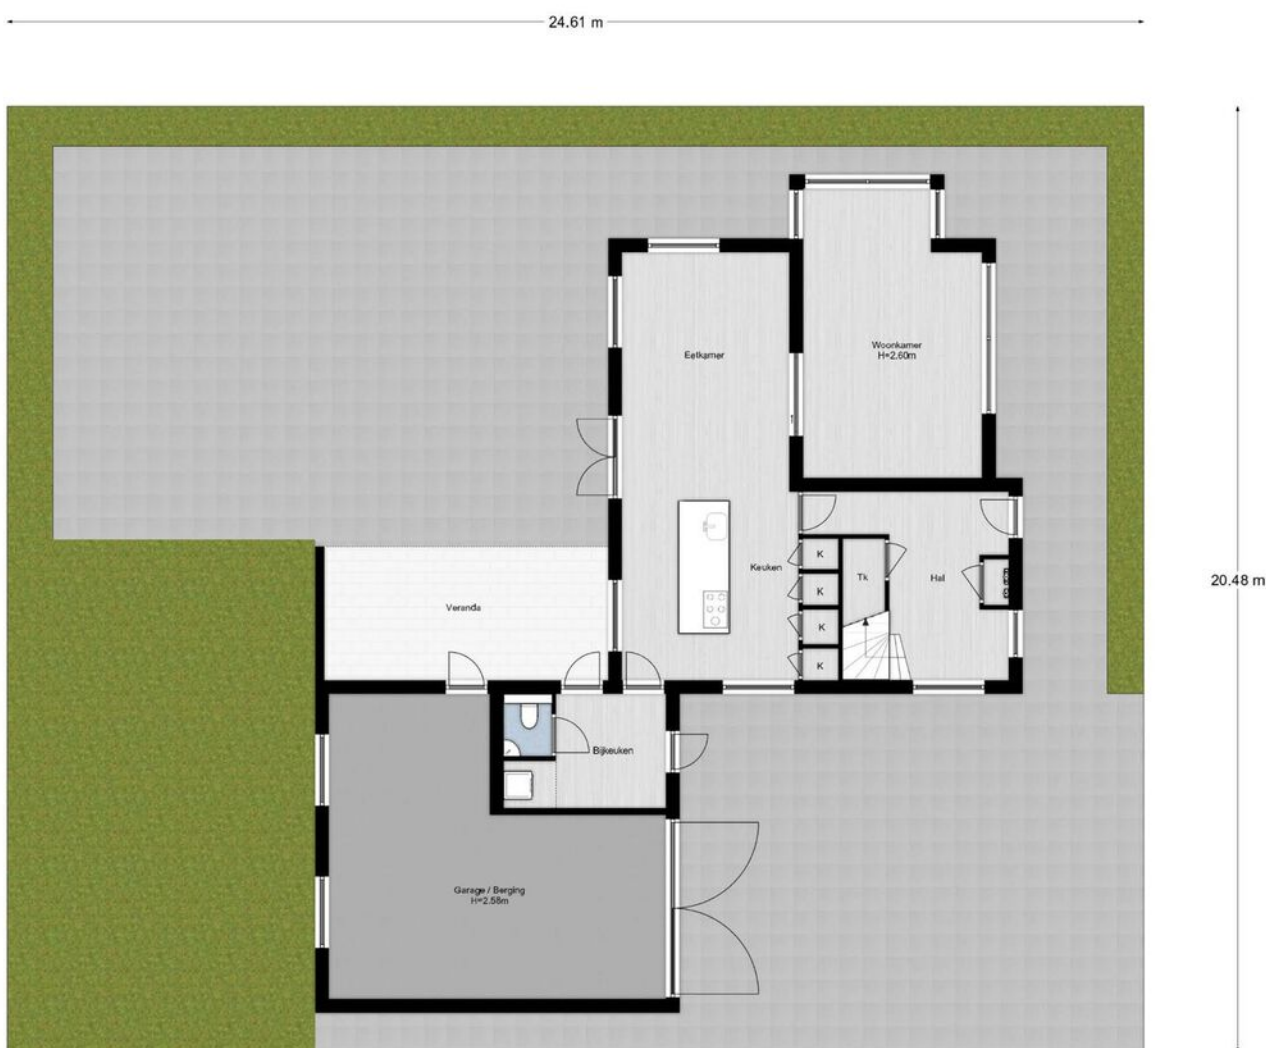 24.61 m
Eetkamer
Woonkamer
H=2.60m
20.48 m
K
Keuken
K
Tk
Hal
Veranda
K
K
Bijkeuken
Garage / Berging
H=2.58m